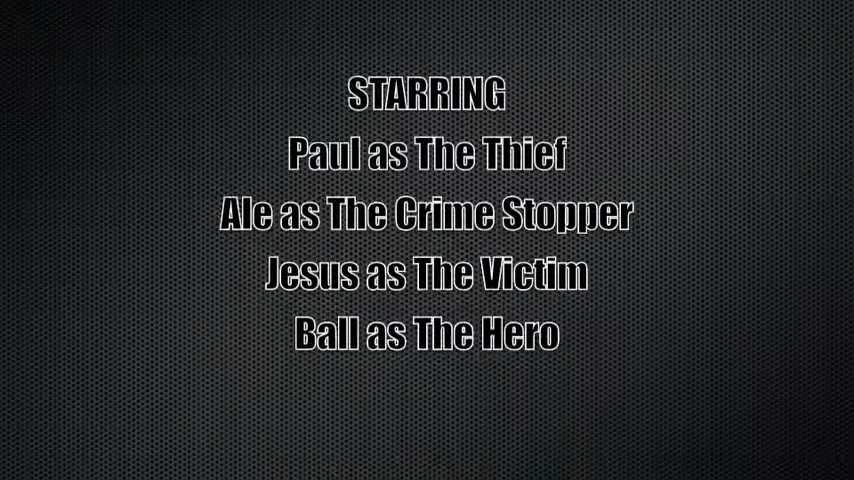 STARRING
Paul as The Thief
Ale as The Crime Stopper
Jesus as The Victim
Ball as The Hero